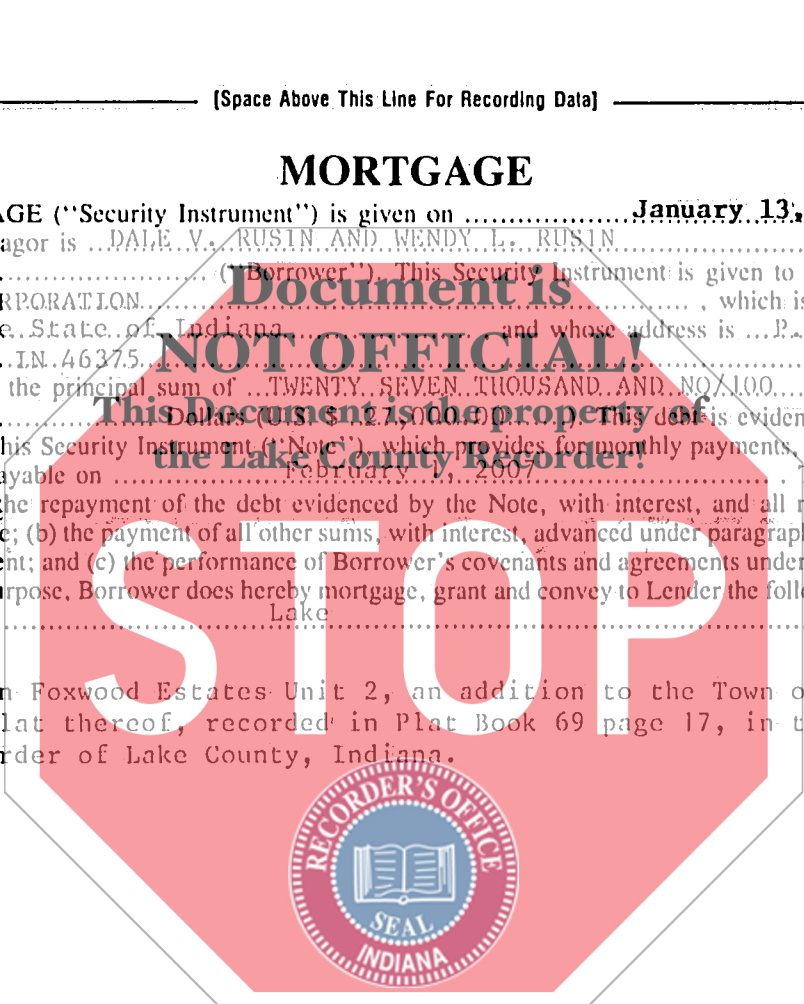 [Space Above This Line For Recording Data]
MORTGAGE
AGE (“Security Instrument”) is given on ..................January 13,
agor is ...DALE V. RUSIN AND WENDY L. RUSIN
(“Borrower”). This Security Instrument is given to
RPORATION , which is
e State of Indiana and whose address is ...P.
IN 46375
the principal sum of TWENTY SEVEN THOUSAND AND NO/100
Dollars (U.S. $ 27,000.00 ). This debt is eviden
his Security Instrument (“Note”), which provides for monthly payments,
ayable on February 1, 2007
the repayment of the debt evidenced by the Note, with interest, and all
; (b) the payment of all other sums, with interest, advanced under paragrap
ent; and (c) the performance of Borrower’s covenants and agreements under
urpose, Borrower does hereby mortgage, grant and convey to Lender the foll
Lake
n Foxwood Estates Unit 2, an addition to the Town o
lat thereof, recorded in Plat Book 69 page 17, in t
rder of Lake County, Indiana.
Document is
NOT OFFICIAL!
This Document is the property of
the Lake County Recorder!
STOP
RECORDER'S OFFICE
SEAL
INDIANA